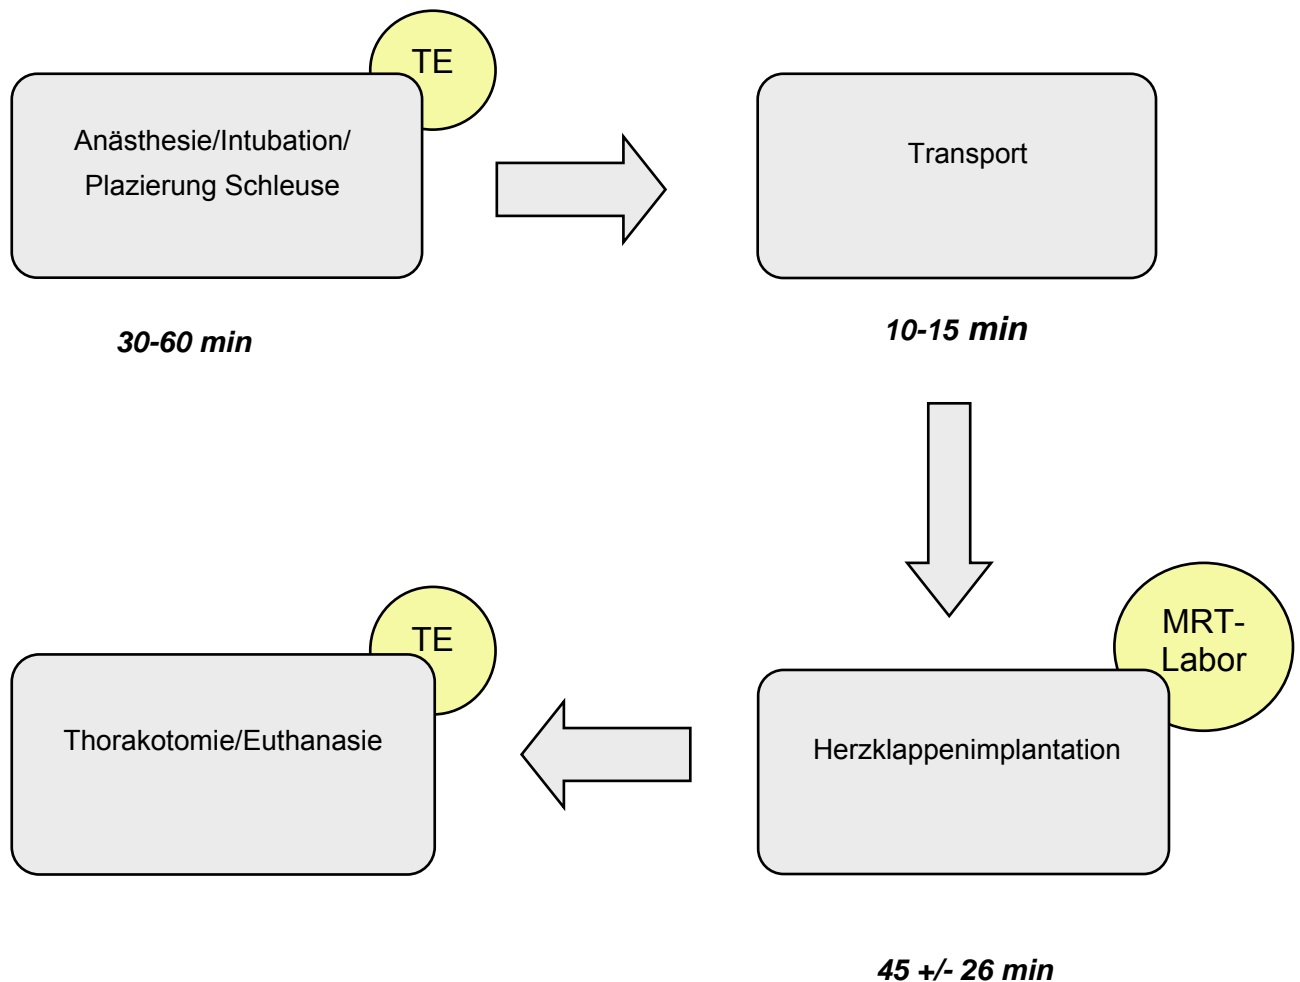 TE
Anästhesie/Intubation/
Plazierung Schleuse
30-60 min
Transport
10-15 min
MRT-
Labor
Herzklappenimplantation
45 +/- 26 min
TE
Thorakotomie/Euthanasie